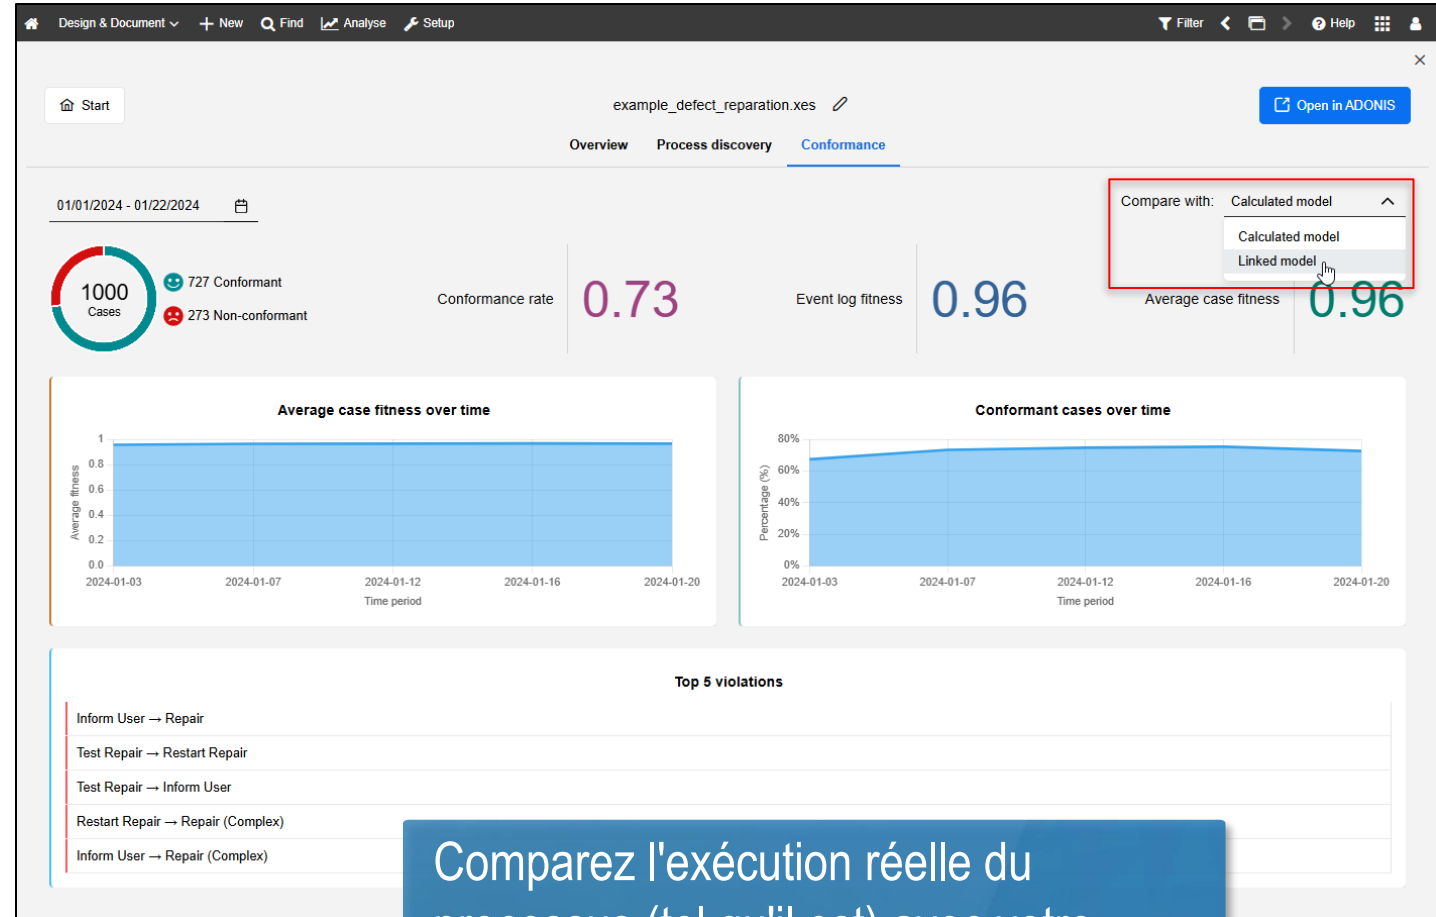 Design & Document
New
Find
Analyse
Setup
Filter
Help
Start
example_defect_reparation.xes
Open in ADONIS
Overview
Process discovery
Conformance
01/01/2024 - 01/22/2024
Compare with:
Calculated model
Calculated model
Linked model
1000
Cases
727 Conformant
273 Non-conformant
Conformance rate
0.73
Event log fitness
0.96
Average case fitness
0.96
Average case fitness over time
1
0.8
0.6
0.4
0.2
0.0
Average fitness
2024-01-03
2024-01-07
2024-01-12
2024-01-16
2024-01-20
Time period
Conformant cases over time
80%
60%
40%
20%
0%
Percentage (%)
2024-01-03
2024-01-07
2024-01-12
2024-01-16
2024-01-20
Time period
Top 5 violations
Inform User → Repair
Test Repair → Restart Repair
Test Repair → Inform User
Restart Repair → Repair (Complex)
Inform User → Repair (Complex)
Comparez l'exécution réelle du
processus (tel qu'il est) avec votre